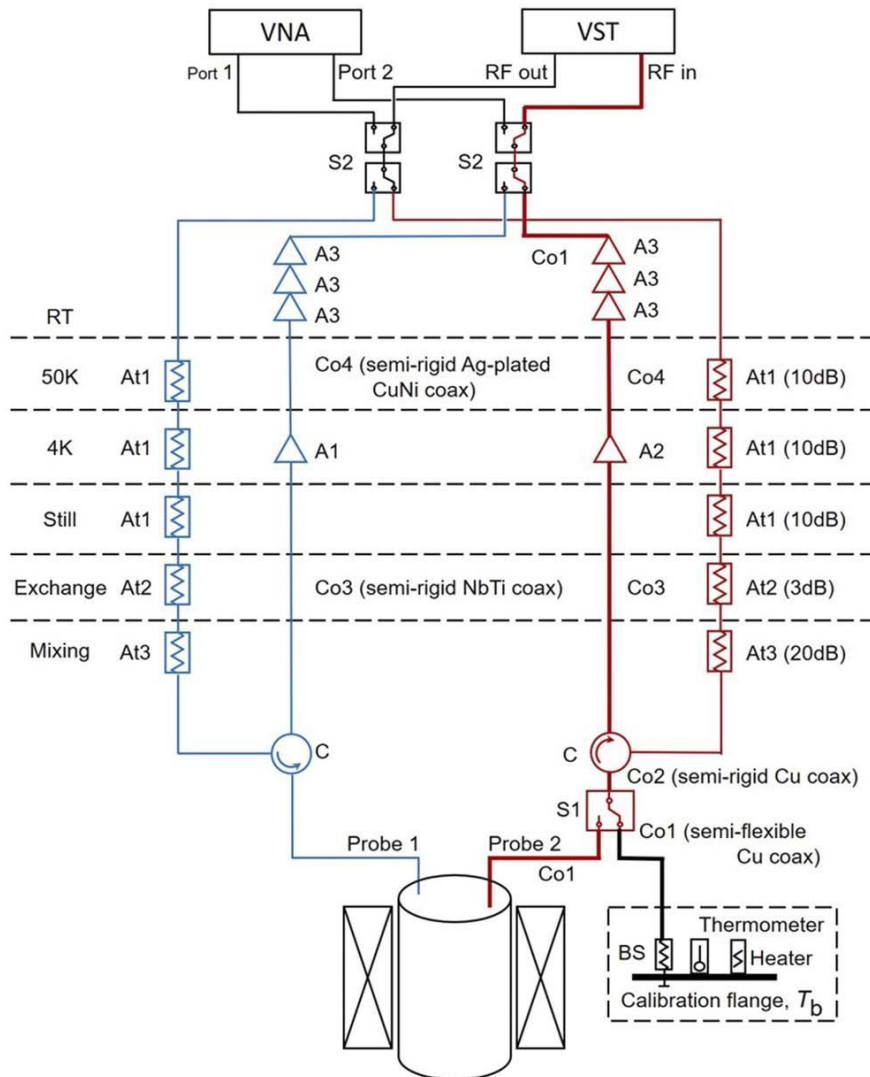 VNA
VST
Port 1
Port 2
RF out
RF in
S2
S2
A3
A3
A3
Co1
A3
A3
A3
RT
50K
At1
Co4 (semi-rigid Ag-plated
CuNi coax)
Co4
At1 (10dB)
4K
At1
A1
A2
At1 (10dB)
Still
At1
At1 (10dB)
Exchange
At2
Co3 (semi-rigid NbTi coax)
Co3
At2 (3dB)
Mixing
At3
At3 (20dB)
C
C
Co2 (semi-rigid Cu coax)
S1
Co1 (semi-flexible
Cu coax)
Probe 1
Probe 2
Co1
Thermometer
BS
Heater
Calibration flange, Tb